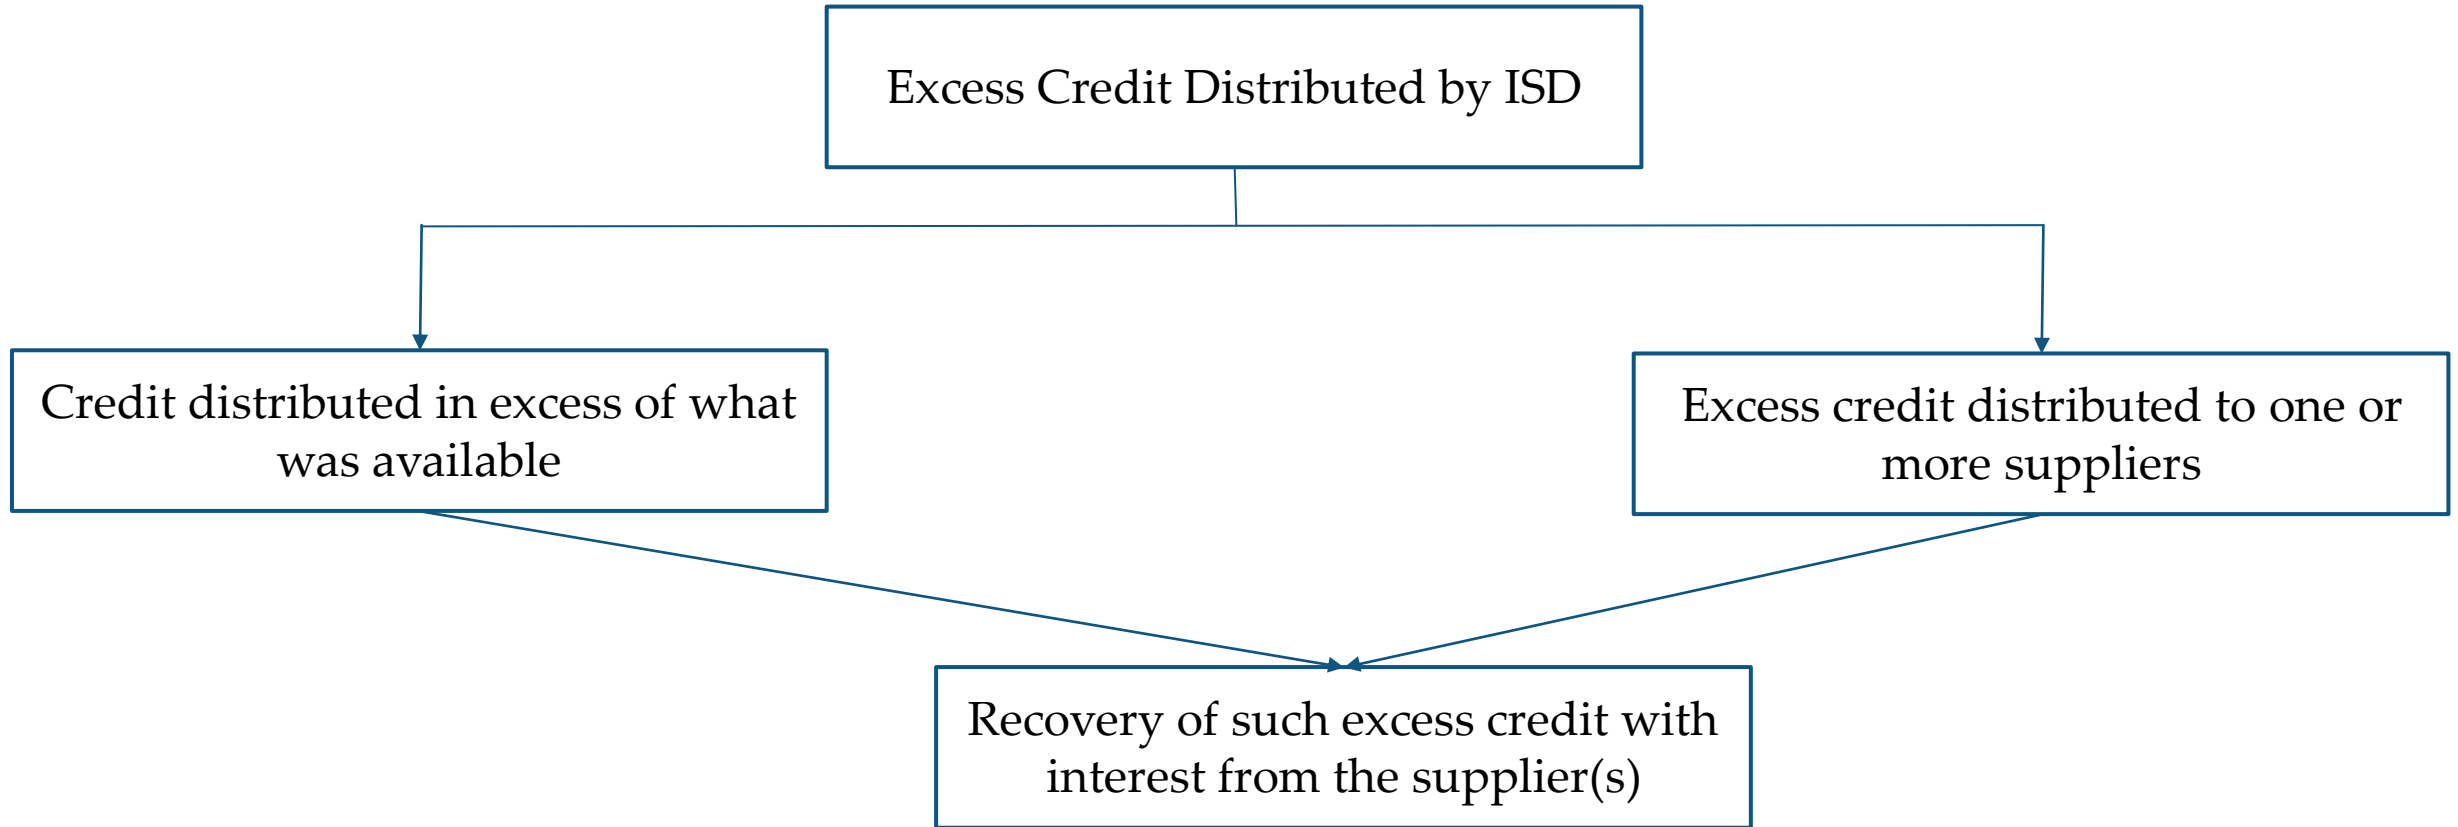 Excess Credit Distributed by ISD
Credit distributed in excess of what
was available
Excess credit distributed to one or
more suppliers
Recovery of such excess credit with
interest from the supplier(s)